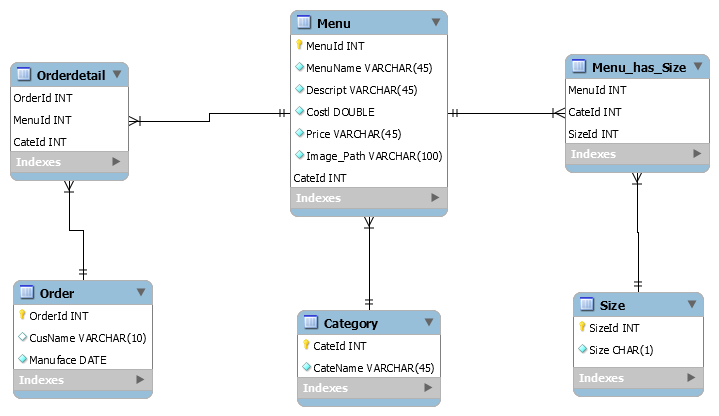 Orderdetail
OrderId INT
MenuId INT
CateId INT
Indexes
Menu
MenuId INT
MenuName VARCHAR(45)
Descript VARCHAR(45)
Costl DOUBLE
Price VARCHAR(45)
Image_Path VARCHAR(100)
CateId INT
Indexes
Menu_has_Size
MenuId INT
CateId INT
SizeId INT
Indexes
Order
OrderId INT
CusName VARCHAR(10)
Manuface DATE
Indexes
Category
CateId INT
CateName VARCHAR(45)
Indexes
Size
SizeId INT
Size CHAR(1)
Indexes